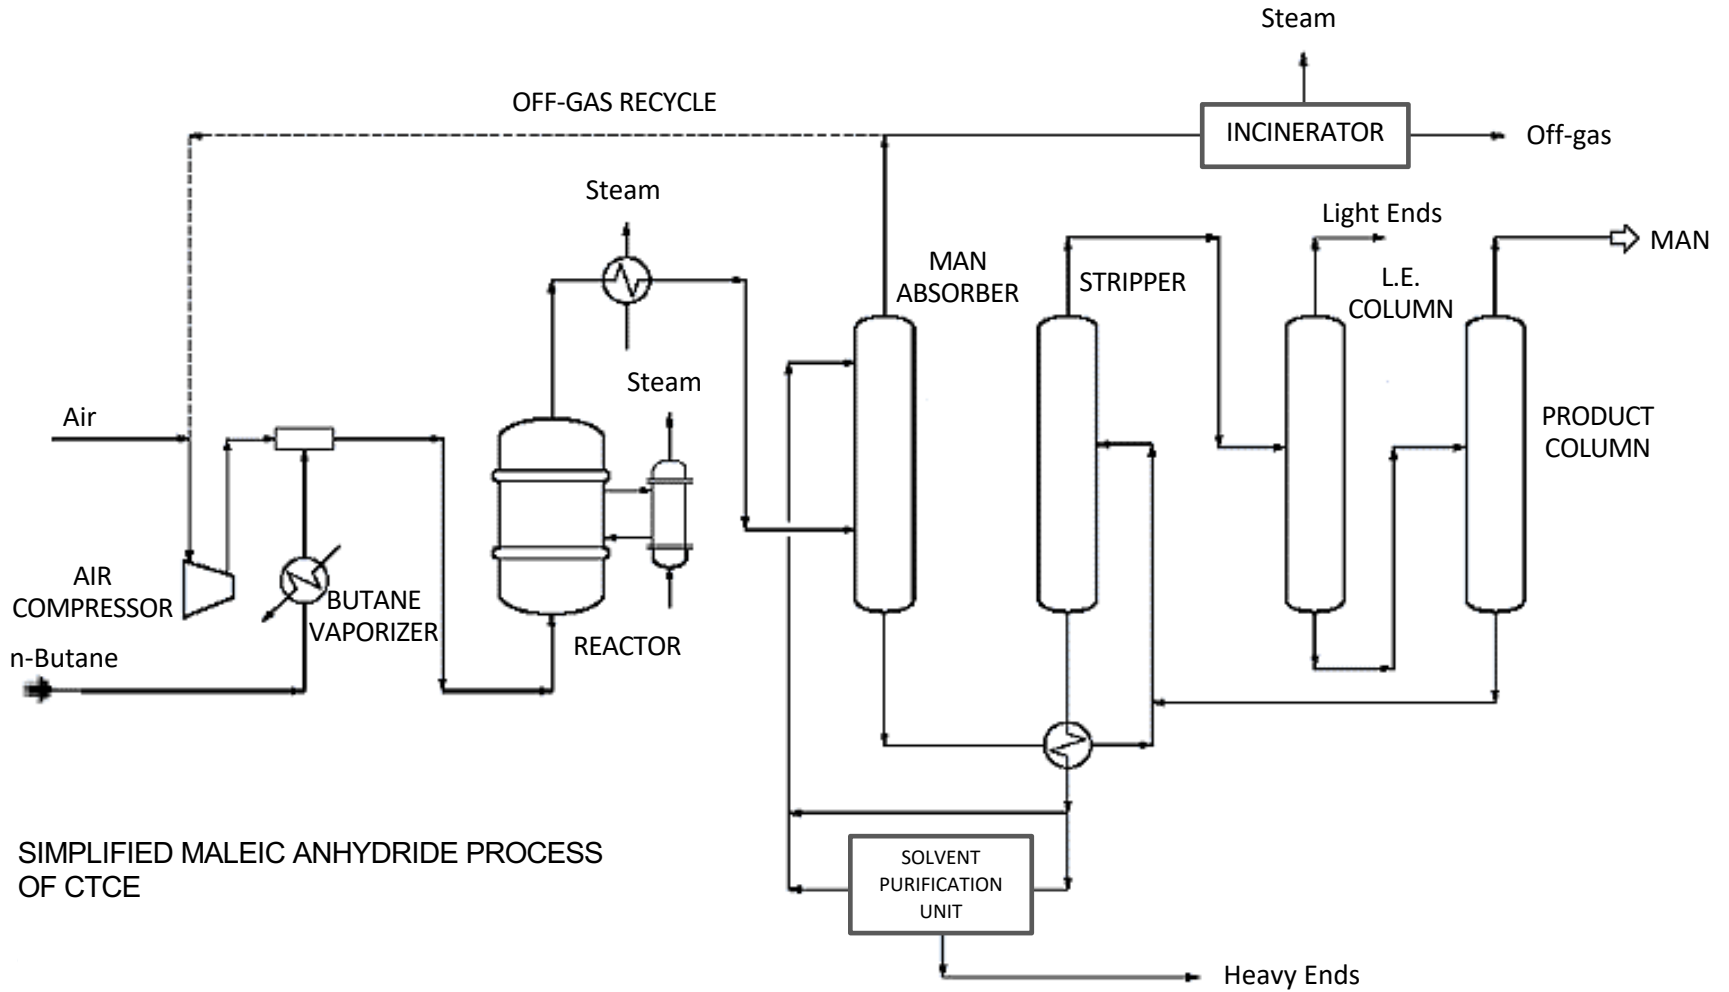 Steam
OFF-GAS RECYCLE
INCINERATOR
Off-gas
Steam
Light Ends
MAN
MAN
ABSORBER
STRIPPER
L.E.
COLUMN
Steam
Air
PRODUCT
COLUMN
AIR
COMPRESSOR
BUTANE
VAPORIZER
REACTOR
n-Butane
SIMPLIFIED MALEIC ANHYDRIDE PROCESS
OF CTCE
SOLVENT
PURIFICATION
UNIT
Heavy Ends